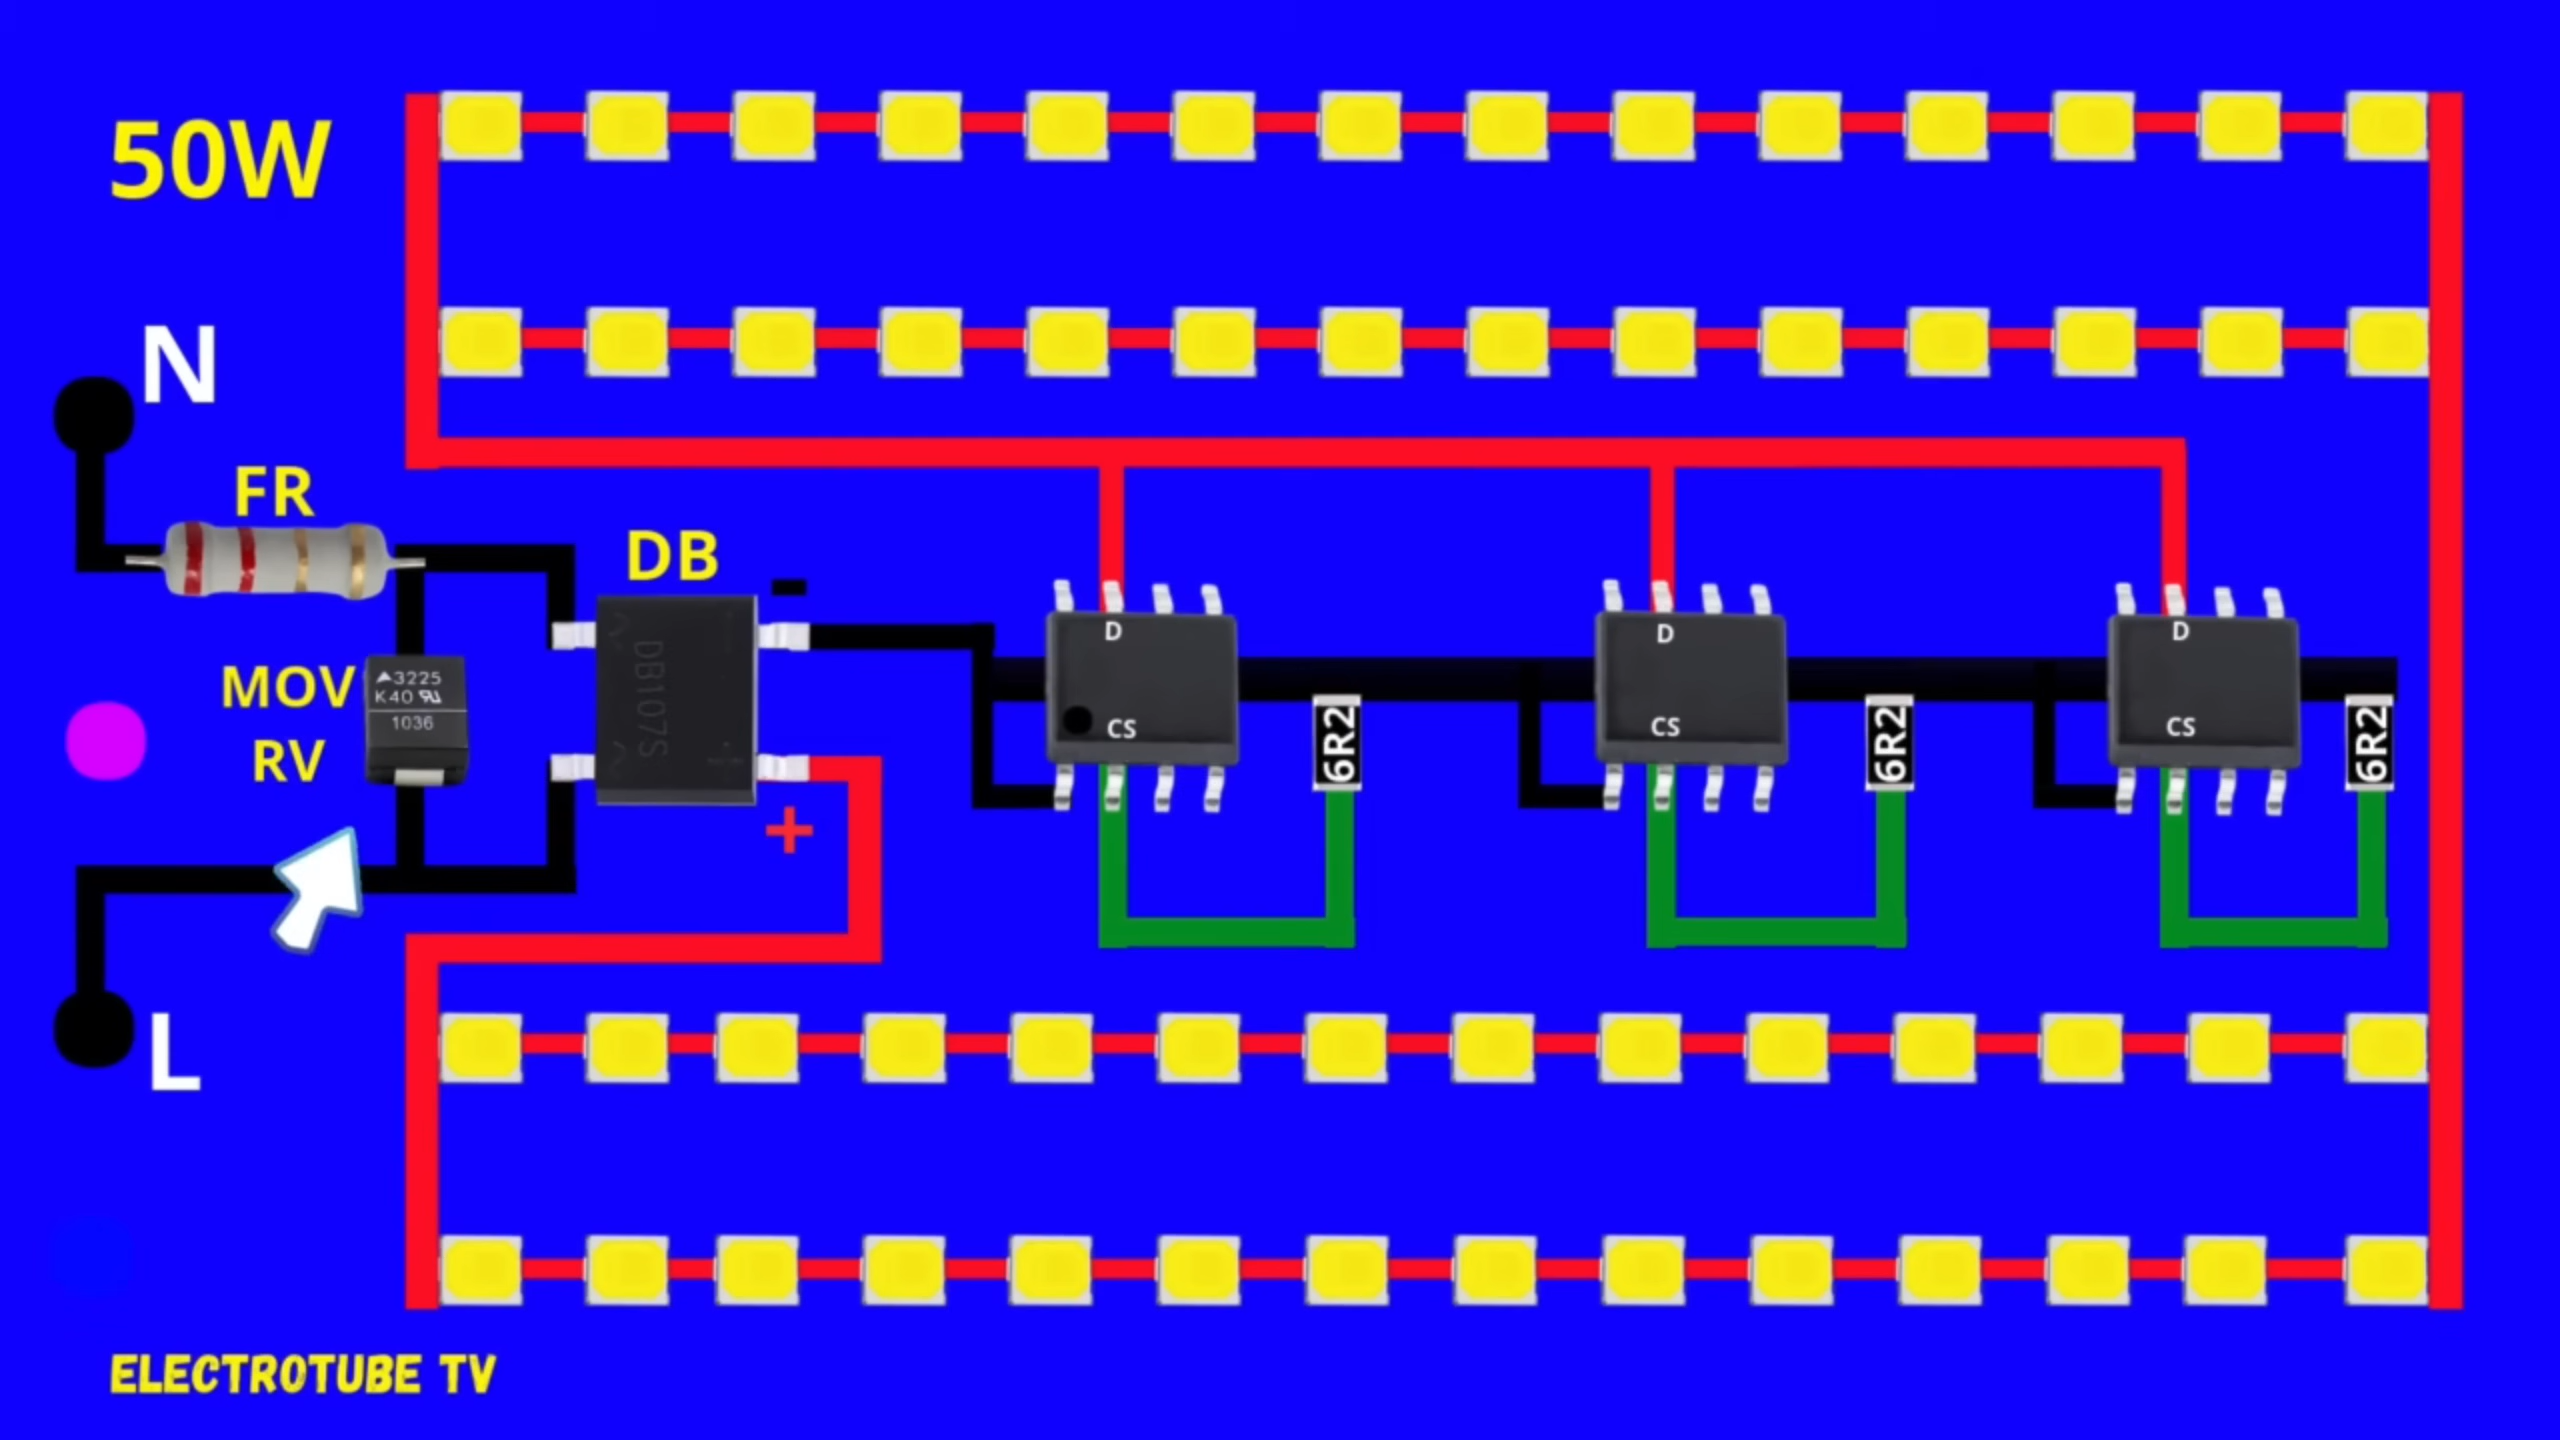 50W
N
FR
DB
-
MOV
RV
3225
K40
1036
DB107S
+
D
CS
6R2
D
CS
6R2
D
CS
6R2
L
ELECTROTUBE TV